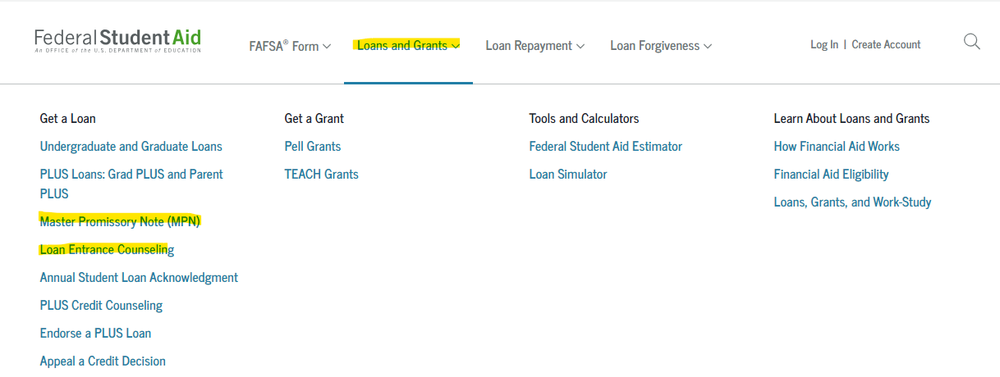 Federal Student Aid
An OFFICE of the U.S. DEPARTMENT of EDUCATION
FAFSA® Form
Loans and Grants
Loan Repayment
Loan Forgiveness
Log In | Create Account
Get a Loan
Undergraduate and Graduate Loans
PLUS Loans: Grad PLUS and Parent
PLUS
Master Promissory Note (MPN)
Loan Entrance Counseling
Annual Student Loan Acknowledgment
PLUS Credit Counseling
Endorse a PLUS Loan
Appeal a Credit Decision
Get a Grant
Pell Grants
TEACH Grants
Tools and Calculators
Federal Student Aid Estimator
Loan Simulator
Learn About Loans and Grants
How Financial Aid Works
Financial Aid Eligibility
Loans, Grants, and Work-Study